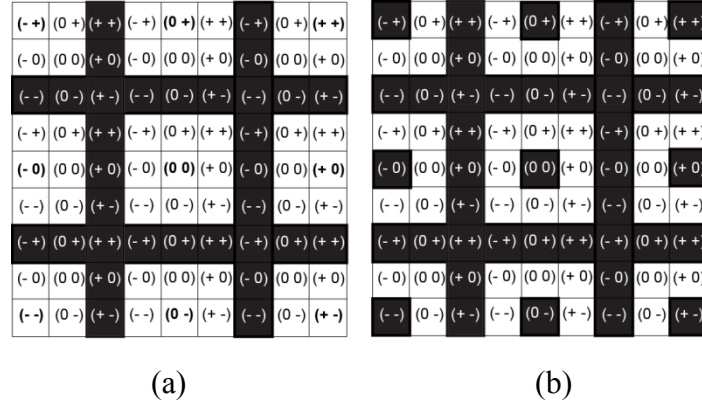 (- +) (0 +) (+ +) (- +) (0 +) (+ +) (- +) (0 +) (+ +)
(- 0) (0 0) (+ 0) (- 0) (0 0) (+ 0) (- 0) (0 0) (+ 0)
(- -) (0 -) (+ -) (- -) (0 -) (+ -) (- -) (0 -) (+ -)
(- +) (0 +) (+ +) (- +) (0 +) (+ +) (- +) (0 +) (+ +)
(- 0) (0 0) (+ 0) (- 0) (0 0) (+ 0) (- 0) (0 0) (+ 0)
(- -) (0 -) (+ -) (- -) (0 -) (+ -) (- -) (0 -) (+ -)
(- +) (0 +) (+ +) (- +) (0 +) (+ +) (- +) (0 +) (+ +)
(- 0) (0 0) (+ 0) (- 0) (0 0) (+ 0) (- 0) (0 0) (+ 0)
(- -) (0 -) (+ -) (- -) (0 -) (+ -) (- -) (0 -) (+ -)
(a)
(- +) (0 +) (+ +) (- +) (0 +) (+ +) (- +) (0 +) (+ +)
(- 0) (0 0) (+ 0) (- 0) (0 0) (+ 0) (- 0) (0 0) (+ 0)
(- -) (0 -) (+ -) (- -) (0 -) (+ -) (- -) (0 -) (+ -)
(- +) (0 +) (+ +) (- +) (0 +) (+ +) (- +) (0 +) (+ +)
(- 0) (0 0) (+ 0) (- 0) (0 0) (+ 0) (- 0) (0 0) (+ 0)
(- -) (0 -) (+ -) (- -) (0 -) (+ -) (- -) (0 -) (+ -)
(- +) (0 +) (+ +) (- +) (0 +) (+ +) (- +) (0 +) (+ +)
(- 0) (0 0) (+ 0) (- 0) (0 0) (+ 0) (- 0) (0 0) (+ 0)
(- -) (0 -) (+ -) (- -) (0 -) (+ -) (- -) (0 -) (+ -)
(b)